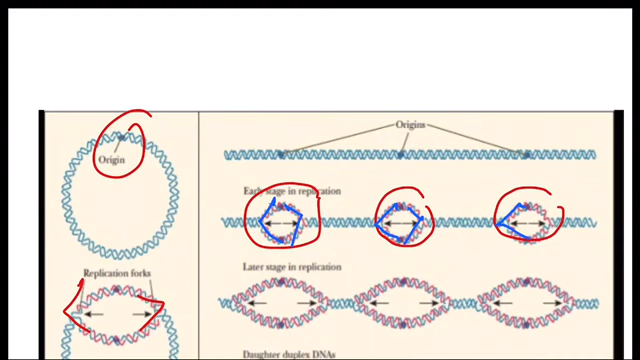 Origin
Replication forks
Origins
Early stage in replication
Later stage in replication
Daughter duplex DNAs